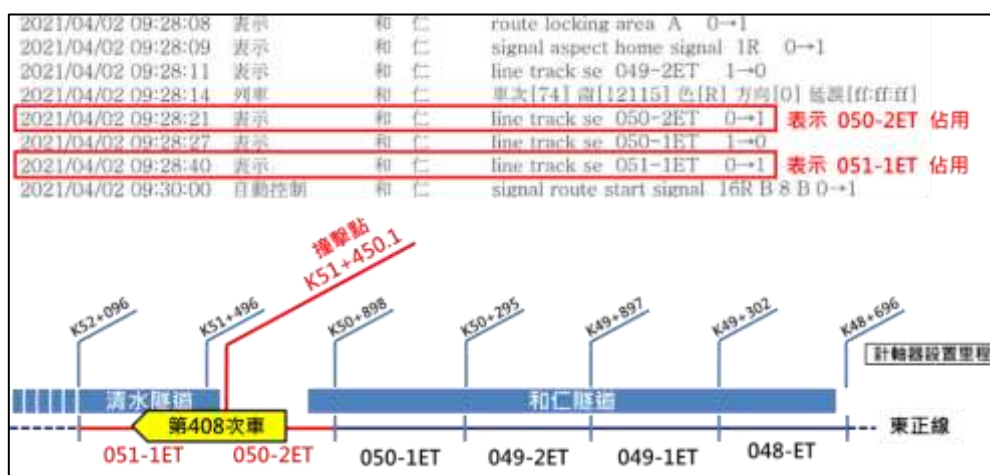 2021/04/02 09:28:08 表示 和 仁 route locking area A 0→1
2021/04/02 09:28:09 表示 和 仁 signal aspect home signal 1R 0→1
2021/04/02 09:28:11 表示 和 仁 line track se 049-2ET 1→0
2021/04/02 09:28:14 列車 和 仁 車次[74] 齒[12115] 色[R] 方向[0] 延誤[ff:ff:ff]
2021/04/02 09:28:21 表示 和 仁 line track se 050-2ET 0→1 表示 050-2ET 佔用
2021/04/02 09:28:27 表示 和 仁 line track se 050-1ET 1→0
2021/04/02 09:28:40 表示 和 仁 line track se 051-1ET 0→1 表示 051-1ET 佔用
2021/04/02 09:30:00 自動控制 和 仁 signal route start signal 16R B 8 B 0→1
撞擊點
K51+450.1
K52+096
K51+496
K50+898
K50+295
K49+897
K49+302
K48+696
計軸器設置里程
清水隧道
和仁隧道
第408次車
東正線
051-1ET
050-2ET
050-1ET
049-2ET
049-1ET
048-ET